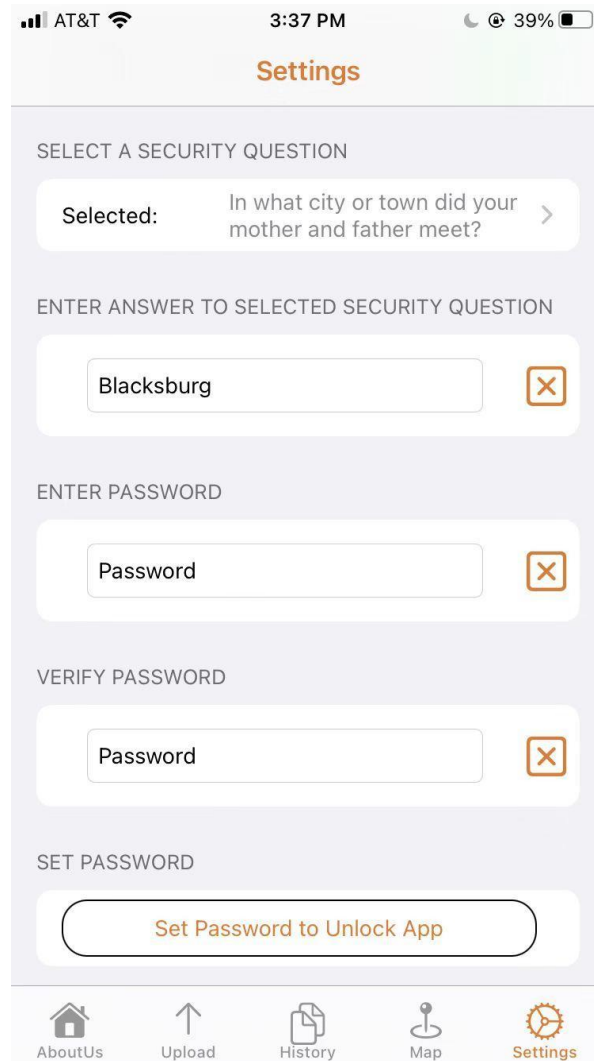 AT&T 3:37 PM 39%
Settings
SELECT A SECURITY QUESTION
Selected: In what city or town did your
mother and father meet?
ENTER ANSWER TO SELECTED SECURITY QUESTION
Blacksburg
ENTER PASSWORD
Password
VERIFY PASSWORD
Password
SET PASSWORD
Set Password to Unlock App
AboutUs Upload History Map Settings